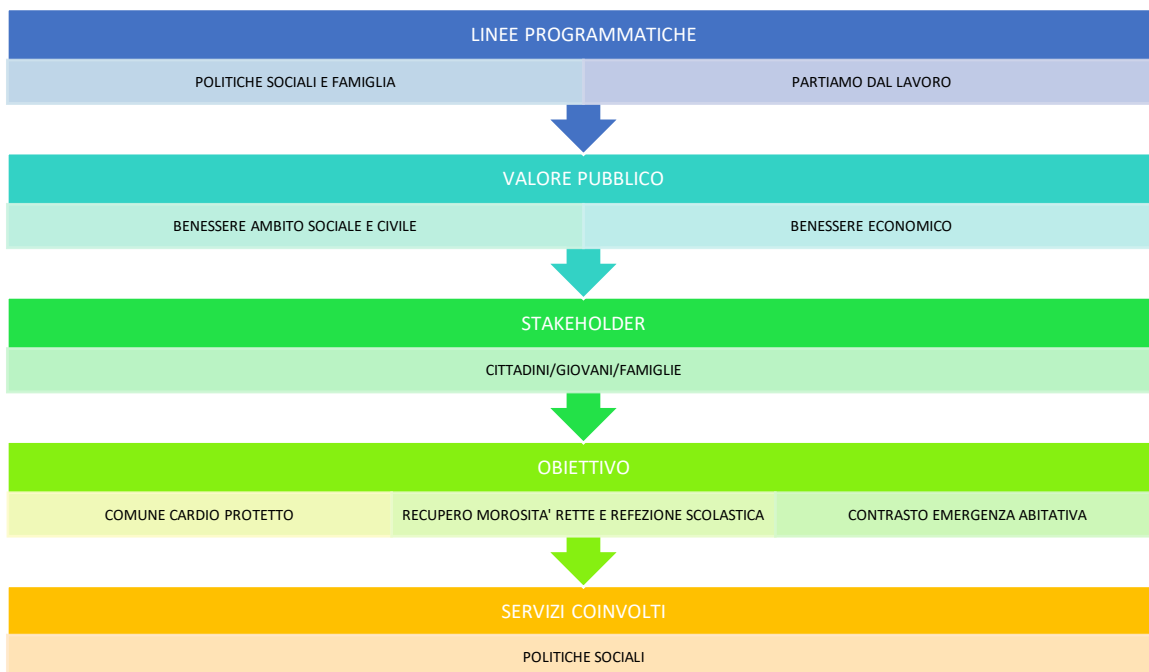 LINEE PROGRAMMATICHE
POLITICHE SOCIALI E FAMIGLIA
PARTIAMO DAL LAVORO
VALORE PUBBLICO
BENESSERE AMBITO SOCIALE E CIVILE
BENESSERE ECONOMICO
STAKEHOLDER
CITTADINI/GIOVANI/FAMIGLIE
OBIETTIVO
COMUNE CARDIO PROTETTO
RECUPERO MOROSITA' RETTE E REFEZIONE SCOLASTICA
CONTRASTO EMERGENZA ABITATIVA
SERVIZI COINVOLTI
POLITICHE SOCIALI